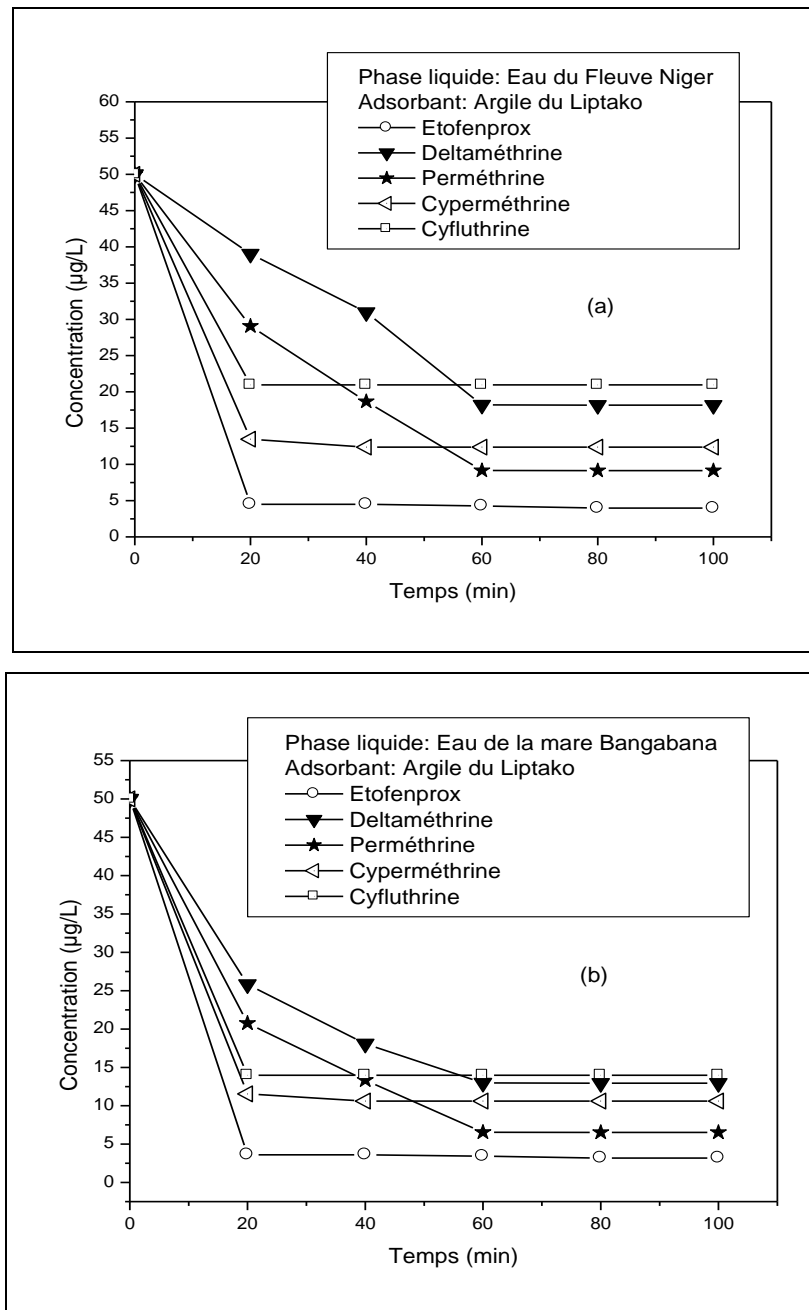 Phase liquide: Eau du Fleuve Niger
Adsorbant: Argile du Liptako
Etofenprox
Deltaméthrine
Perméthrine
Cyperméthrine
Cyfluthrine
60
55
50
45
40
35
30
25
20
15
10
5
0
Concentration (µg/L)
(a)
0 20 40 60 80 100
Temps (min)
Phase liquide: Eau de la mare Bangabana
Adsorbant: Argile du Liptako
Etofenprox
Deltaméthrine
Perméthrine
Cyperméthrine
Cyfluthrine
55
50
45
40
35
30
25
20
15
10
5
0
Concentration (µg/L)
(b)
0 20 40 60 80 100
Temps (min)